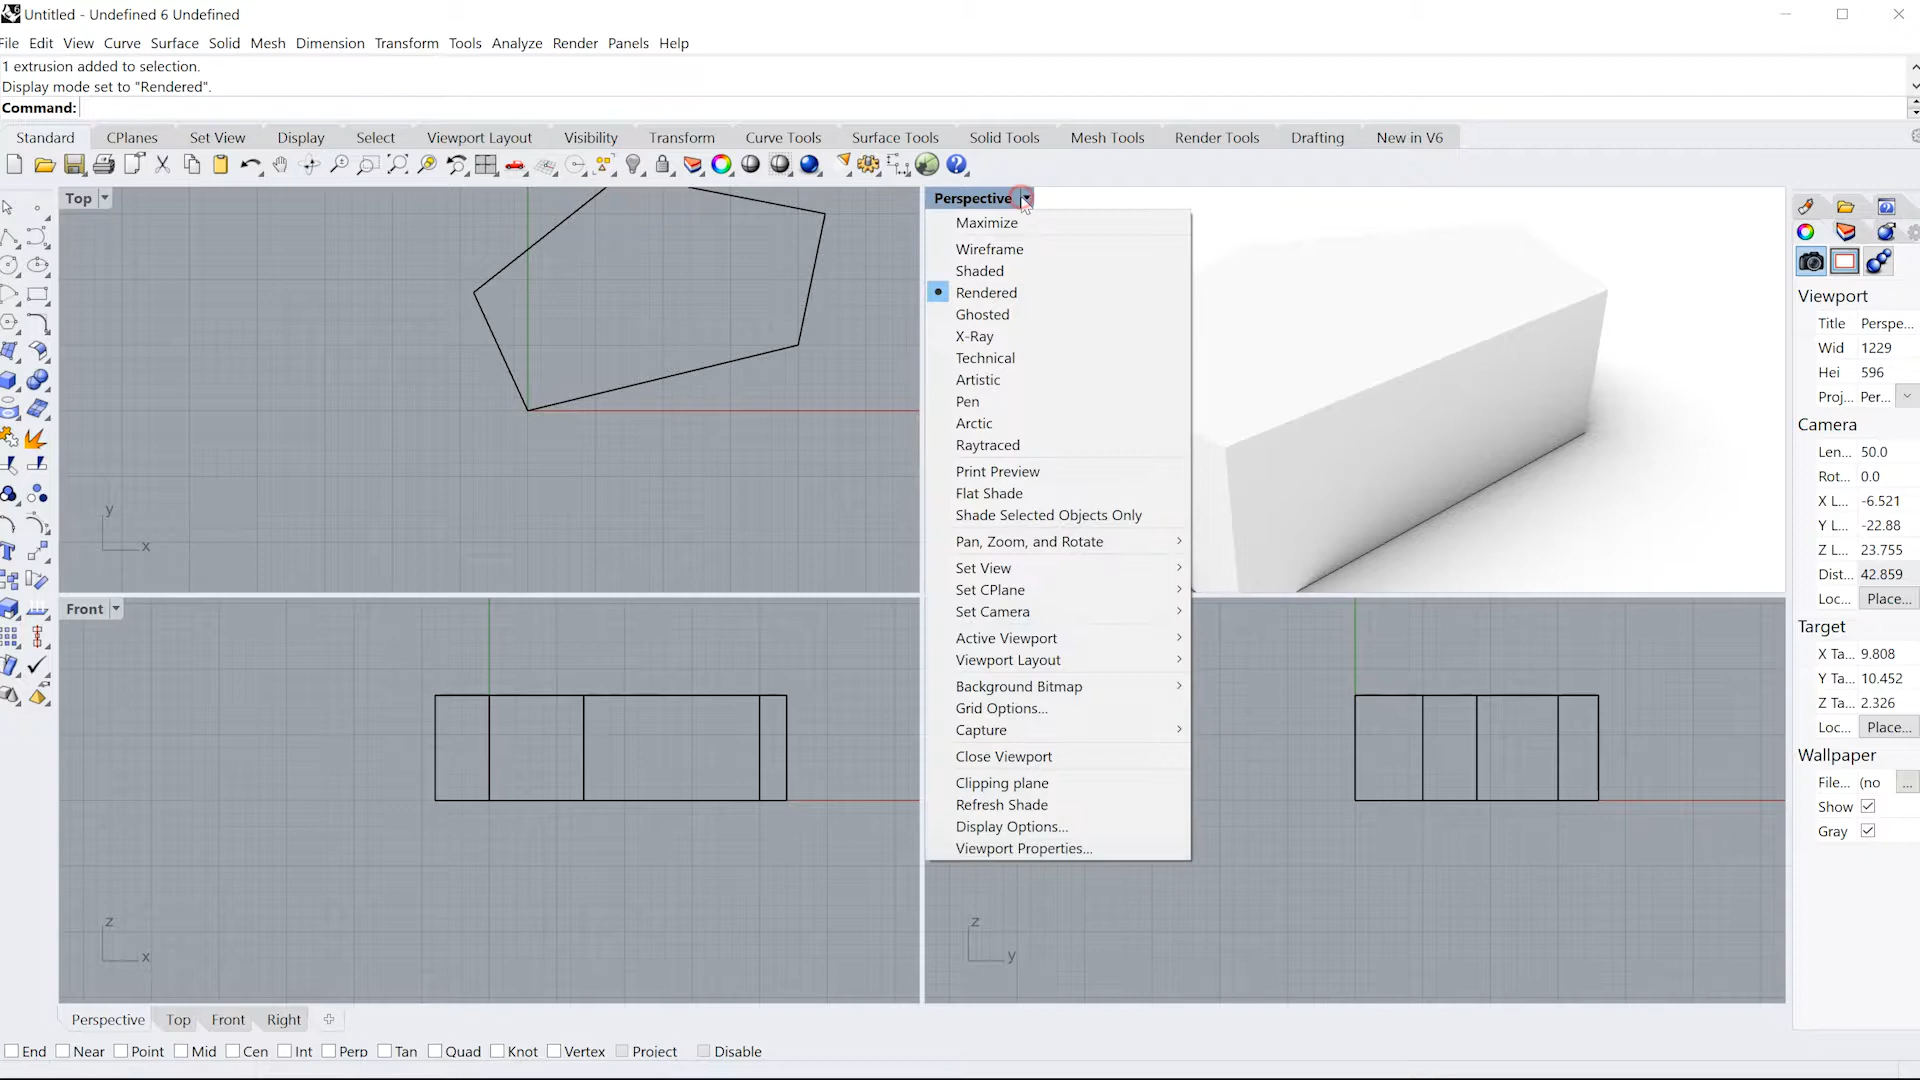 Untitled - Undefined 6 Undefined
File Edit View Curve Surface Solid Mesh Dimension Transform Tools Analyze Render Panels Help
1 extrusion added to selection.
Display mode set to "Rendered".
Command:
Standard CPlanes Set View Display Select Viewport Layout Visibility Transform Curve Tools Surface Tools Solid Tools Mesh Tools Render Tools Drafting New in V6
Top
y
x
Perspective
Maximize
Wireframe
Shaded
Rendered
Ghosted
X-Ray
Technical
Artistic
Pen
Arctic
Raytraced
Print Preview
Flat Shade
Shade Selected Objects Only
Pan, Zoom, and Rotate
Set View
Set CPlane
Set Camera
Active Viewport
Viewport Layout
Background Bitmap
Grid Options...
Capture
Close Viewport
Clipping plane
Refresh Shade
Display Options...
Viewport Properties...
Front
z
x
z
y
Viewport
Title Perspe...
Wid 1229
Hei 596
Proj... Per...
Camera
Len... 50.0
Rot... 0.0
X L... -6.521
Y L... -22.88
Z L... 23.755
Dist... 42.859
Loc... Place...
Target
X Ta... 9.808
Y Ta... 10.452
Z Ta... 2.326
Loc... Place...
Wallpaper
File... (no ...
Show
Gray
Perspective Top Front Right
End Near Point Mid Cen Int Perp Tan Quad Knot Vertex Project Disable